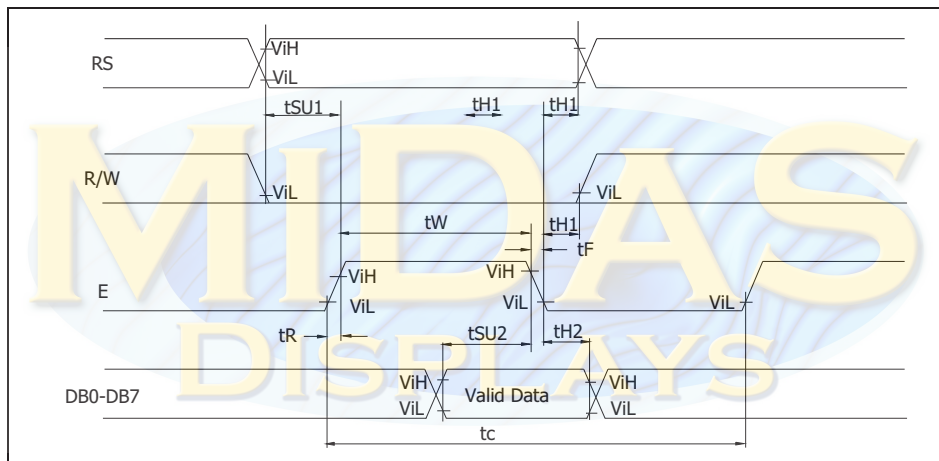 RS
ViH
ViL
tSU1
tH1
tH1
R/W
ViL
ViL
tW
tH1
tF
E
ViH
ViL
ViH
ViL
ViL
tR
tSU2
tH2
DB0-DB7
ViH
ViL
Valid Data
ViH
ViL
tc
MiDAS
DISPLAYS